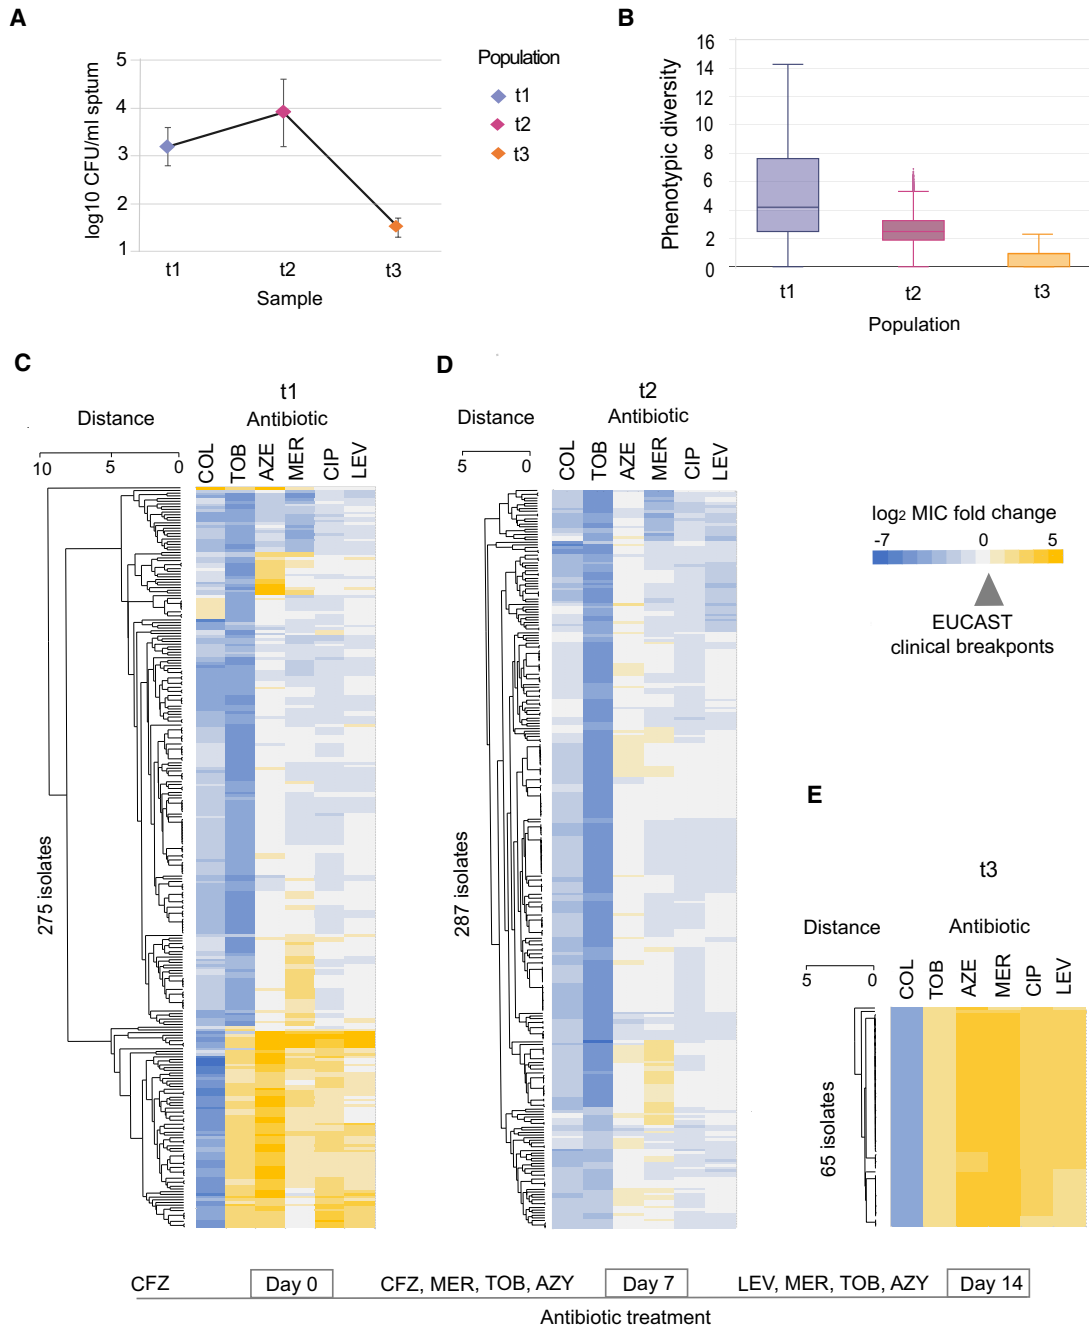 A
5
4
3
2
1
log10 CFU/ml sptum
t1
t2
t3
Sample
Population
t1
t2
t3
B
16
14
12
10
8
6
4
2
0
Phenotypic diversity
t1
t2
t3
Population
C
t1
Distance
Antibiotic
10
5
0
COL
TOB
AZE
MER
CIP
LEV
275 isolates
D
t2
Distance
Antibiotic
5
0
COL
TOB
AZE
MER
CIP
LEV
287 isolates
log2 MIC fold change
-7
0
5
EUCAST
clinical breakponts
E
t3
Distance
Antibiotic
5
0
COL
TOB
AZE
MER
CIP
LEV
65 isolates
CFZ
Day 0
CFZ, MER, TOB, AZY
Day 7
LEV, MER, TOB, AZY
Day 14
Antibiotic treatment